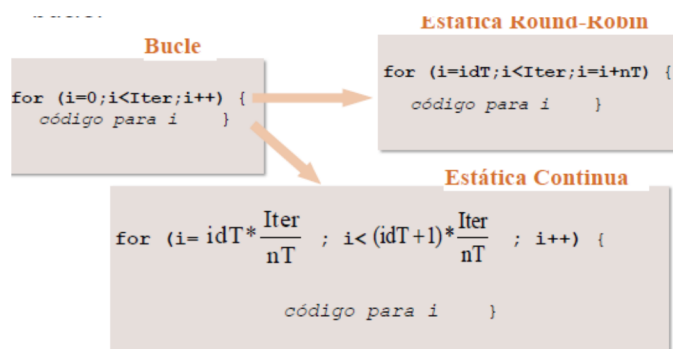 Bucle
for (i=0;i<Iter;i++) {
código para i }
Estática Round-Robin
for (i=idT;i<Iter;i=i+nT) {
código para i }
Estática Continua
for (i= idT*Iter/nT ; i<(idT+1)*Iter/nT ; i++) {
código para i }